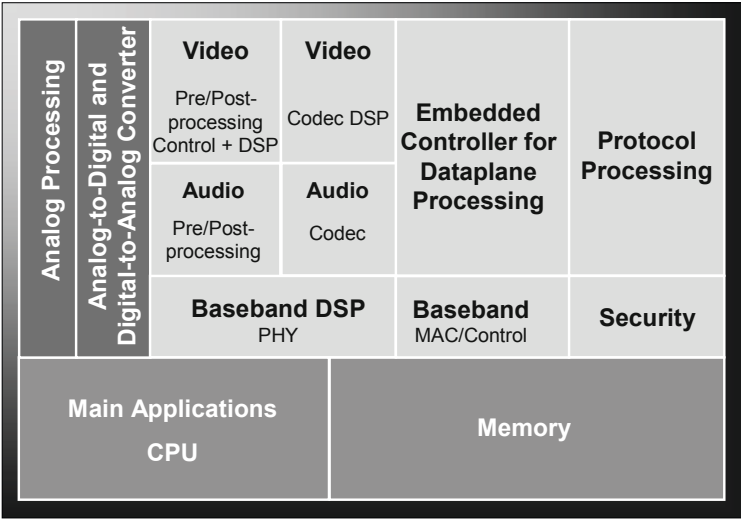 Analog Processing
Analog-to-Digital and
Digital-to-Analog Converter
Video
Pre/Post-
processing
Control + DSP
Video
Codec DSP
Embedded
Controller for
Dataplane
Processing
Protocol
Processing
Audio
Pre/Post-
processing
Audio
Codec
Baseband DSP
PHY
Baseband
MAC/Control
Security
Main Applications
CPU
Memory